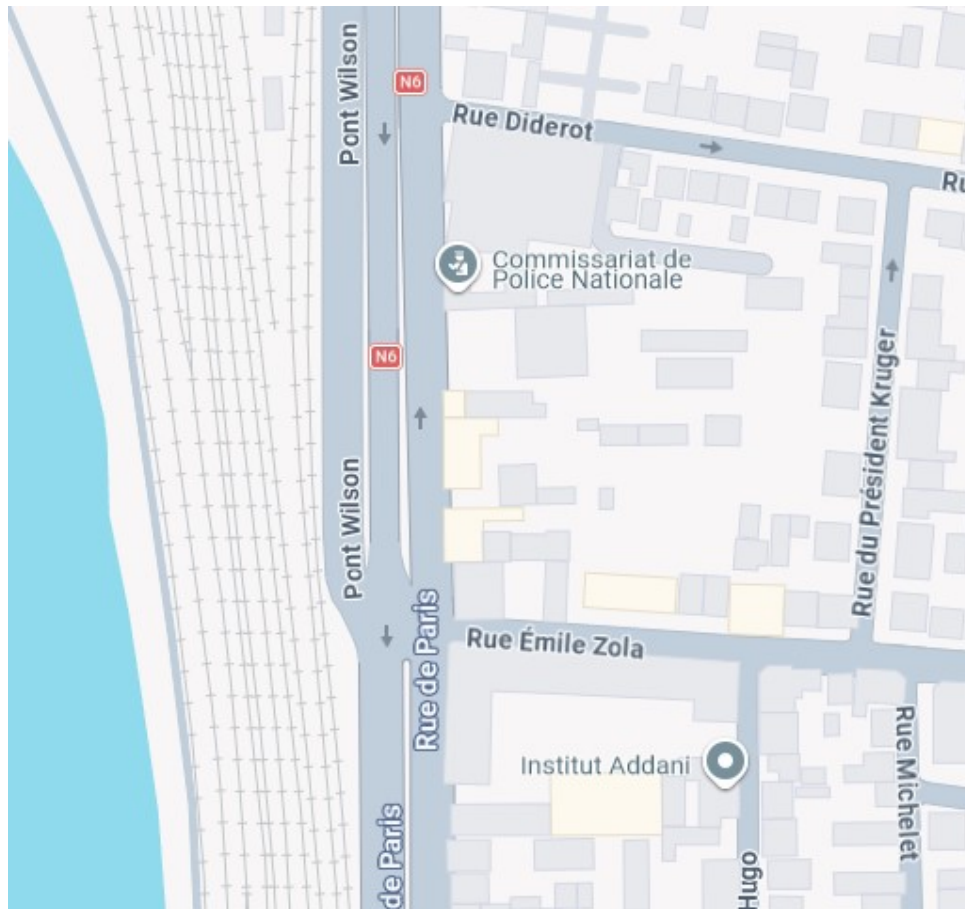 Pont Wilson
N6
Rue Diderot
Ru
Commissariat de
Police Nationale
N6
Rue du Président Kruger
Pont Wilson
Rue de Paris
Rue Émile Zola
Institut Addani
Rue Michelet
de Paris
Hugo